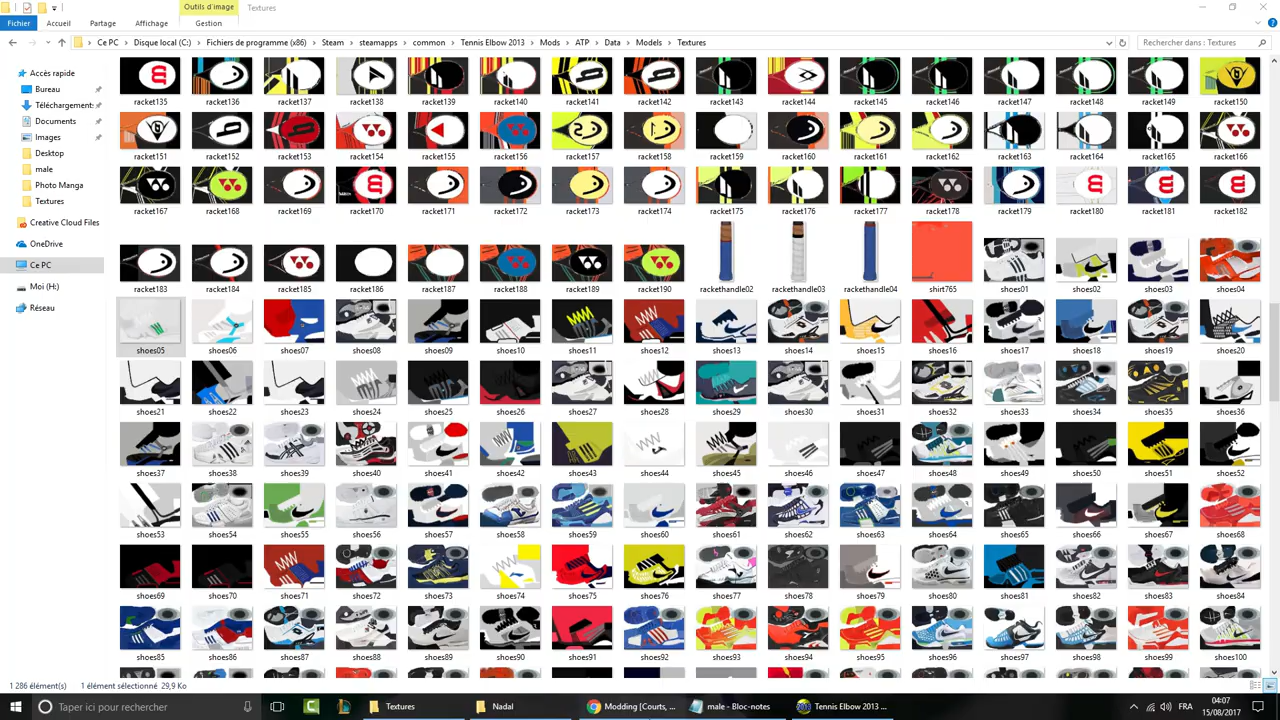 Outils d'image
Textures
Fichier
Accueil
Partage
Affichage
Gestion
Ce PC
Disque local (C:)
Fichiers de programme (x86)
Steam
steamapps
common
Tennis Elbow 2013
Mods
ATP
Data
Models
Textures
Rechercher dans : Textures
Accès rapide
Bureau
Téléchargements
Documents
Images
Desktop
male
Photo Manga
Textures
Creative Cloud Files
OneDrive
Ce PC
Moi (H:)
Réseau
racket135 racket136 racket137 racket138 racket139 racket140 racket141 racket142 racket143 racket144 racket145 racket146 racket147 racket148 racket149 racket150
racket151 racket152 racket153 racket154 racket155 racket156 racket157 racket158 racket159 racket160 racket161 racket162 racket163 racket164 racket165 racket166
racket167 racket168 racket169 racket170 racket171 racket172 racket173 racket174 racket175 racket176 racket177 racket178 racket179 racket180 racket181 racket182
racket183 racket184 racket185 racket186 racket187 racket188 racket189 racket190 rackethandle02 rackethandle03 rackethandle04 shirt765 shoes01 shoes02 shoes03 shoes04
shoes05 shoes06 shoes07 shoes08 shoes09 shoes10 shoes11 shoes12 shoes13 shoes14 shoes15 shoes16 shoes17 shoes18 shoes19 shoes20
shoes21 shoes22 shoes23 shoes24 shoes25 shoes26 shoes27 shoes28 shoes29 shoes30 shoes31 shoes32 shoes33 shoes34 shoes35 shoes36
shoes37 shoes38 shoes39 shoes40 shoes41 shoes42 shoes43 shoes44 shoes45 shoes46 shoes47 shoes48 shoes49 shoes50 shoes51 shoes52
shoes53 shoes54 shoes55 shoes56 shoes57 shoes58 shoes59 shoes60 shoes61 shoes62 shoes63 shoes64 shoes65 shoes66 shoes67 shoes68
shoes69 shoes70 shoes71 shoes72 shoes73 shoes74 shoes75 shoes76 shoes77 shoes78 shoes79 shoes80 shoes81 shoes82 shoes83 shoes84
shoes85 shoes86 shoes87 shoes88 shoes89 shoes90 shoes91 shoes92 shoes93 shoes94 shoes95 shoes96 shoes97 shoes98 shoes99 shoes100
1 286 élément(s) 1 élément sélectionné 29,9 Ko
Taper ici pour rechercher
Textures
Nadal
Modding [Courts, ...
male - Bloc-notes
Tennis Elbow 2013 ...
FRA
04:07
15/08/2017